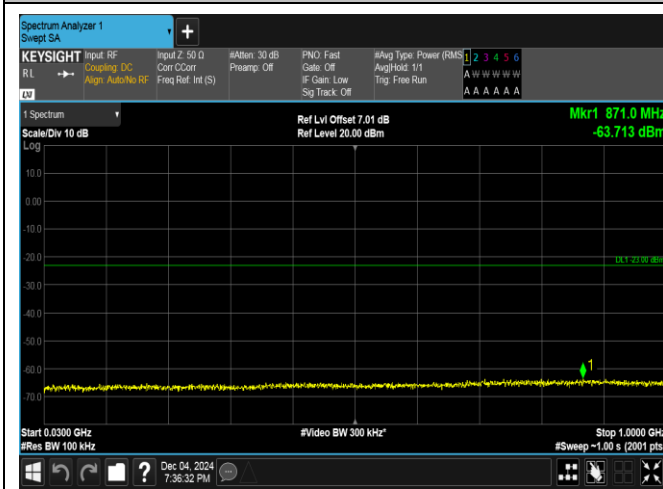 Spectrum Analyzer 1
Swept SA
+
KEYSIGHT Input: RF Input Z: 50 Ω #Atten: 30 dB PNO: Fast #Avg Type: Power (RMS 1 2 3 4 5 6
RL Coupling: DC Corr CCorr Preamp: Off Gate: Off Avg|Hold: 1/1 A W W W W W
Align: Auto/No RF Freq Ref: Int (S) IF Gain: Low Trig: Free Run
LXI Sig Track: Off A A A A A A
1 Spectrum Ref Lvl Offset 7.01 dB Mkr1 871.0 MHz
Scale/Div 10 dB Ref Level 20.00 dBm -63.713 dBm
Log
10.0
0.00
-20.0
DL1 -23.00 dBm
-30.0
-40.0
-50.0
-60.0
1
-70.0
Start 0.0300 GHz #Video BW 300 kHz* Stop 1.0000 GHz
#Res BW 100 kHz #Sweep ~1.00 s (2001 pts
? Dec 04, 2024
7:36:32 PM